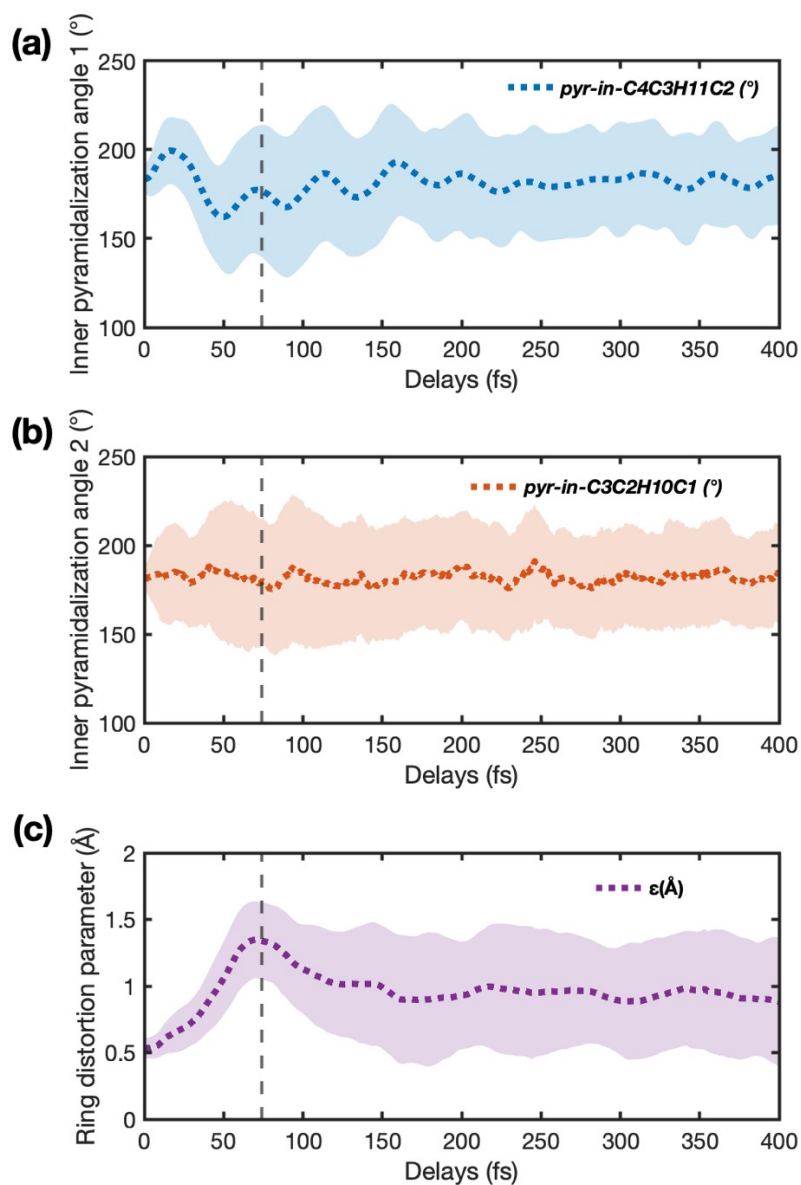 (a)
Inner pyramidalization angle 1 (°)
250
200
150
100
pyr-in-C4C3H11C2 (°)
0 50 100 150 200 250 300 350 400
Delays (fs)
(b)
Inner pyramidalization angle 2 (°)
250
200
150
100
pyr-in-C3C2H10C1 (°)
0 50 100 150 200 250 300 350 400
Delays (fs)
(c)
Ring distortion parameter (Å)
2
1.5
1
0.5
0
ε(Å)
0 50 100 150 200 250 300 350 400
Delays (fs)